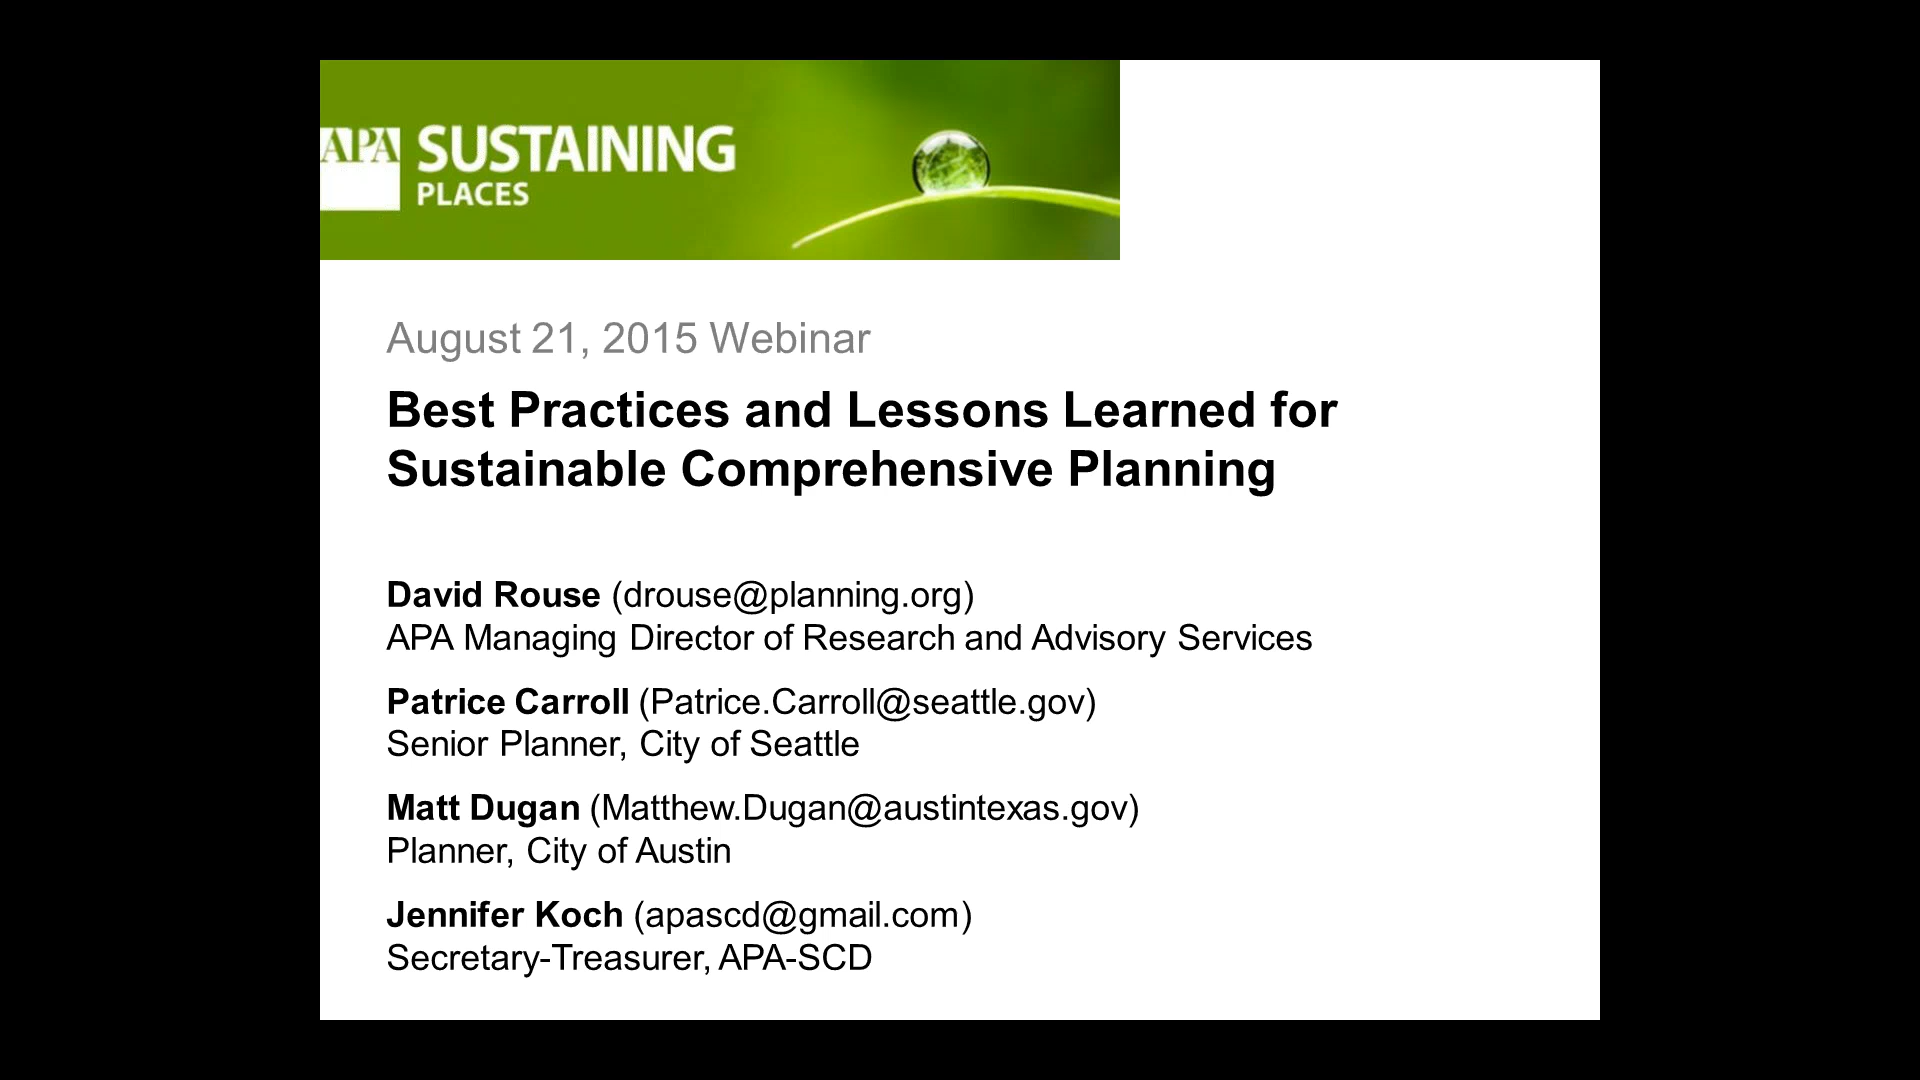 APA SUSTAINING
PLACES
August 21, 2015 Webinar
Best Practices and Lessons Learned for
Sustainable Comprehensive Planning
David Rouse (drouse@planning.org)
APA Managing Director of Research and Advisory Services
Patrice Carroll (Patrice.Carroll@seattle.gov)
Senior Planner, City of Seattle
Matt Dugan (Matthew.Dugan@austintexas.gov)
Planner, City of Austin
Jennifer Koch (apascd@gmail.com)
Secretary-Treasurer, APA-SCD